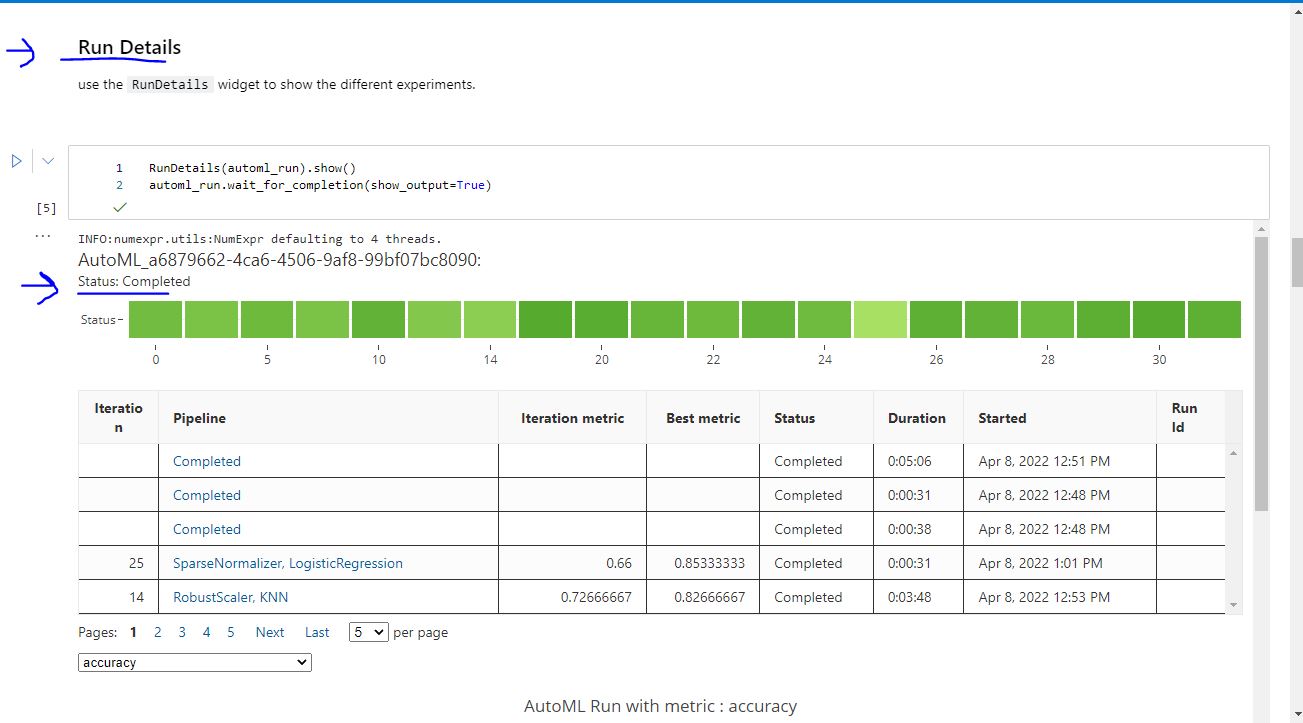 Run Details
use the RunDetails widget to show the different experiments.
1 RunDetails(automl_run).show()
2 automl_run.wait_for_completion(show_output=True)
[5]
INFO:numexpr.utils:NumExpr defaulting to 4 threads.
AutoML_a6879662-4ca6-4506-9af8-99bf07bc8090:
Status: Completed
Status
0 5 10 14 20 22 24 26 28 30
Iteratio
n Pipeline Iteration metric Best metric Status Duration Started Run
Id
Completed Completed 0:05:06 Apr 8, 2022 12:51 PM
Completed Completed 0:00:31 Apr 8, 2022 12:48 PM
Completed Completed 0:00:38 Apr 8, 2022 12:48 PM
25 SparseNormalizer, LogisticRegression 0.66 0.85333333 Completed 0:00:31 Apr 8, 2022 1:01 PM
14 RobustScaler, KNN 0.72666667 0.82666667 Completed 0:03:48 Apr 8, 2022 12:53 PM
Pages: 1 2 3 4 5 Next Last 5 per page
accuracy
AutoML Run with metric : accuracy